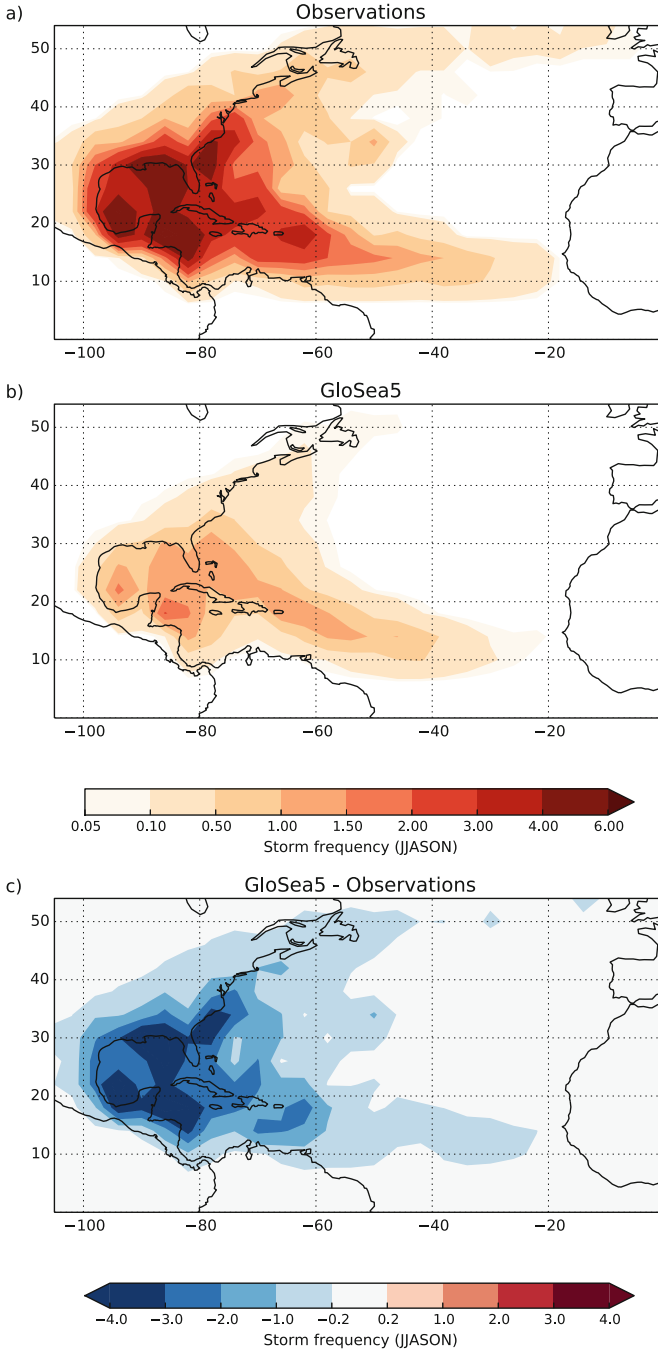 a)
Observations
50
40
30
20
10
−100 −80 −60 −40 −20
b)
GloSea5
50
40
30
20
10
−100 −80 −60 −40 −20
0.05 0.10 0.50 1.00 1.50 2.00 3.00 4.00 6.00
Storm frequency (JJASON)
c)
GloSea5 - Observations
50
40
30
20
10
−100 −80 −60 −40 −20
−4.0 −3.0 −2.0 −1.0 −0.2 0.2 1.0 2.0 3.0 4.0
Storm frequency (JJASON)